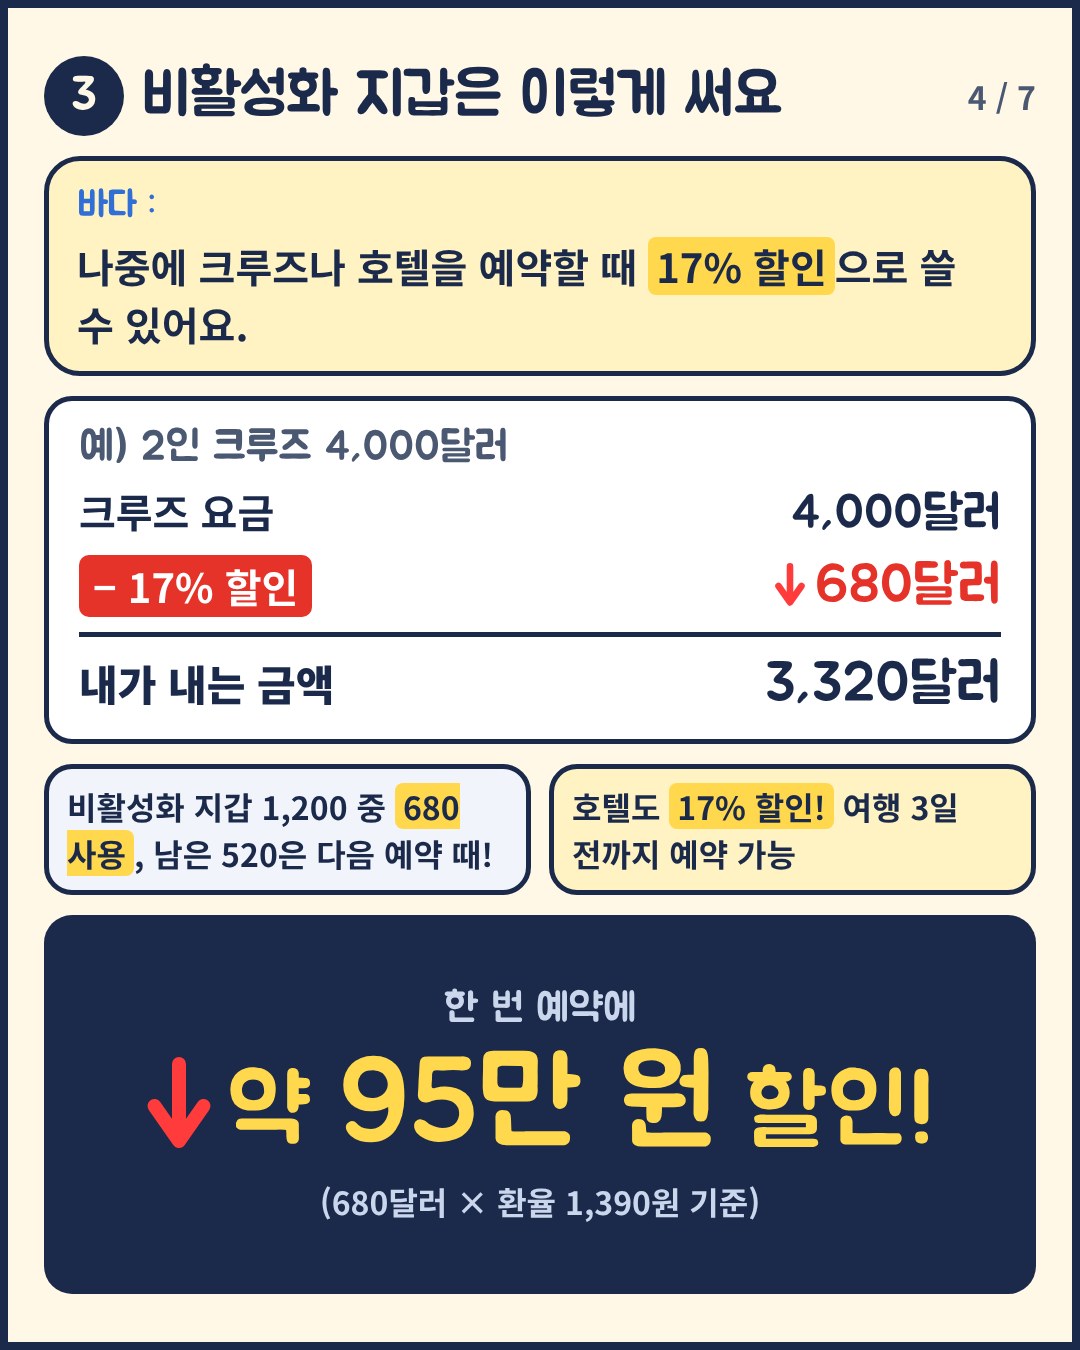 3 비활성화 지갑은 이렇게 써요 4 / 7
바다 :
나중에 크루즈나 호텔을 예약할 때 17% 할인으로 쓸
수 있어요.
예) 2인 크루즈 4,000달러
크루즈 요금 4,000달러
− 17% 할인 ↓680달러
내가 내는 금액 3,320달러
비활성화 지갑 1,200 중 680
사용, 남은 520은 다음 예약 때!
호텔도 17% 할인! 여행 3일
전까지 예약 가능
한 번 예약에
↓약 95만 원 할인!
(680달러 × 환율 1,390원 기준)